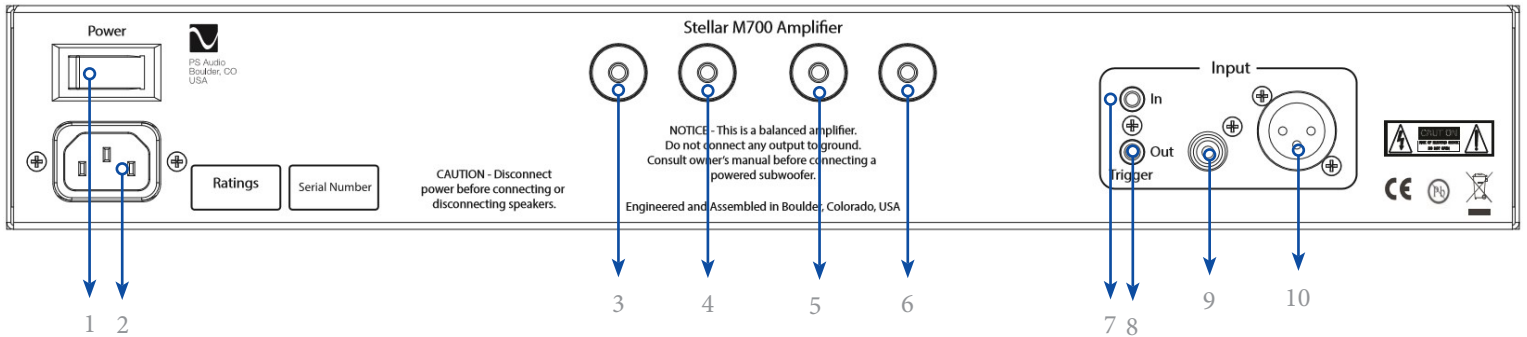 Power
PS Audio
Boulder, CO
USA
Stellar M700 Amplifier
NOTICE - This is a balanced amplifier.
Do not connect any output to ground.
Consult owner's manual before connecting a
powered subwoofer.
CAUTION - Disconnect
power before connecting or
disconnecting speakers.
Ratings
Serial Number
Engineered and Assembled in Boulder, Colorado, USA
Input
In
Out
Trigger
CAUTION
CE
Pb
1
2
3
4
5
6
7
8
9
10